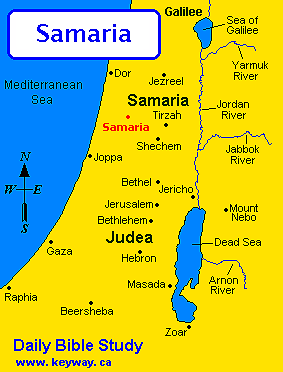 Samaria
Galilee
Sea of
Galilee
Mediterranean
Sea
Dor
Jezreel
Yarmuk
River
Samaria
Samaria
Tirzah
Jordan
River
Shechem
Jabbok
River
Joppa
N
W
E
S
Bethel
Jericho
Jerusalem
Mount
Nebo
Bethlehem
Judea
Dead Sea
Gaza
Hebron
Masada
Arnon
River
Raphia
Beersheba
Zoar
Daily Bible Study
www.keyway.ca